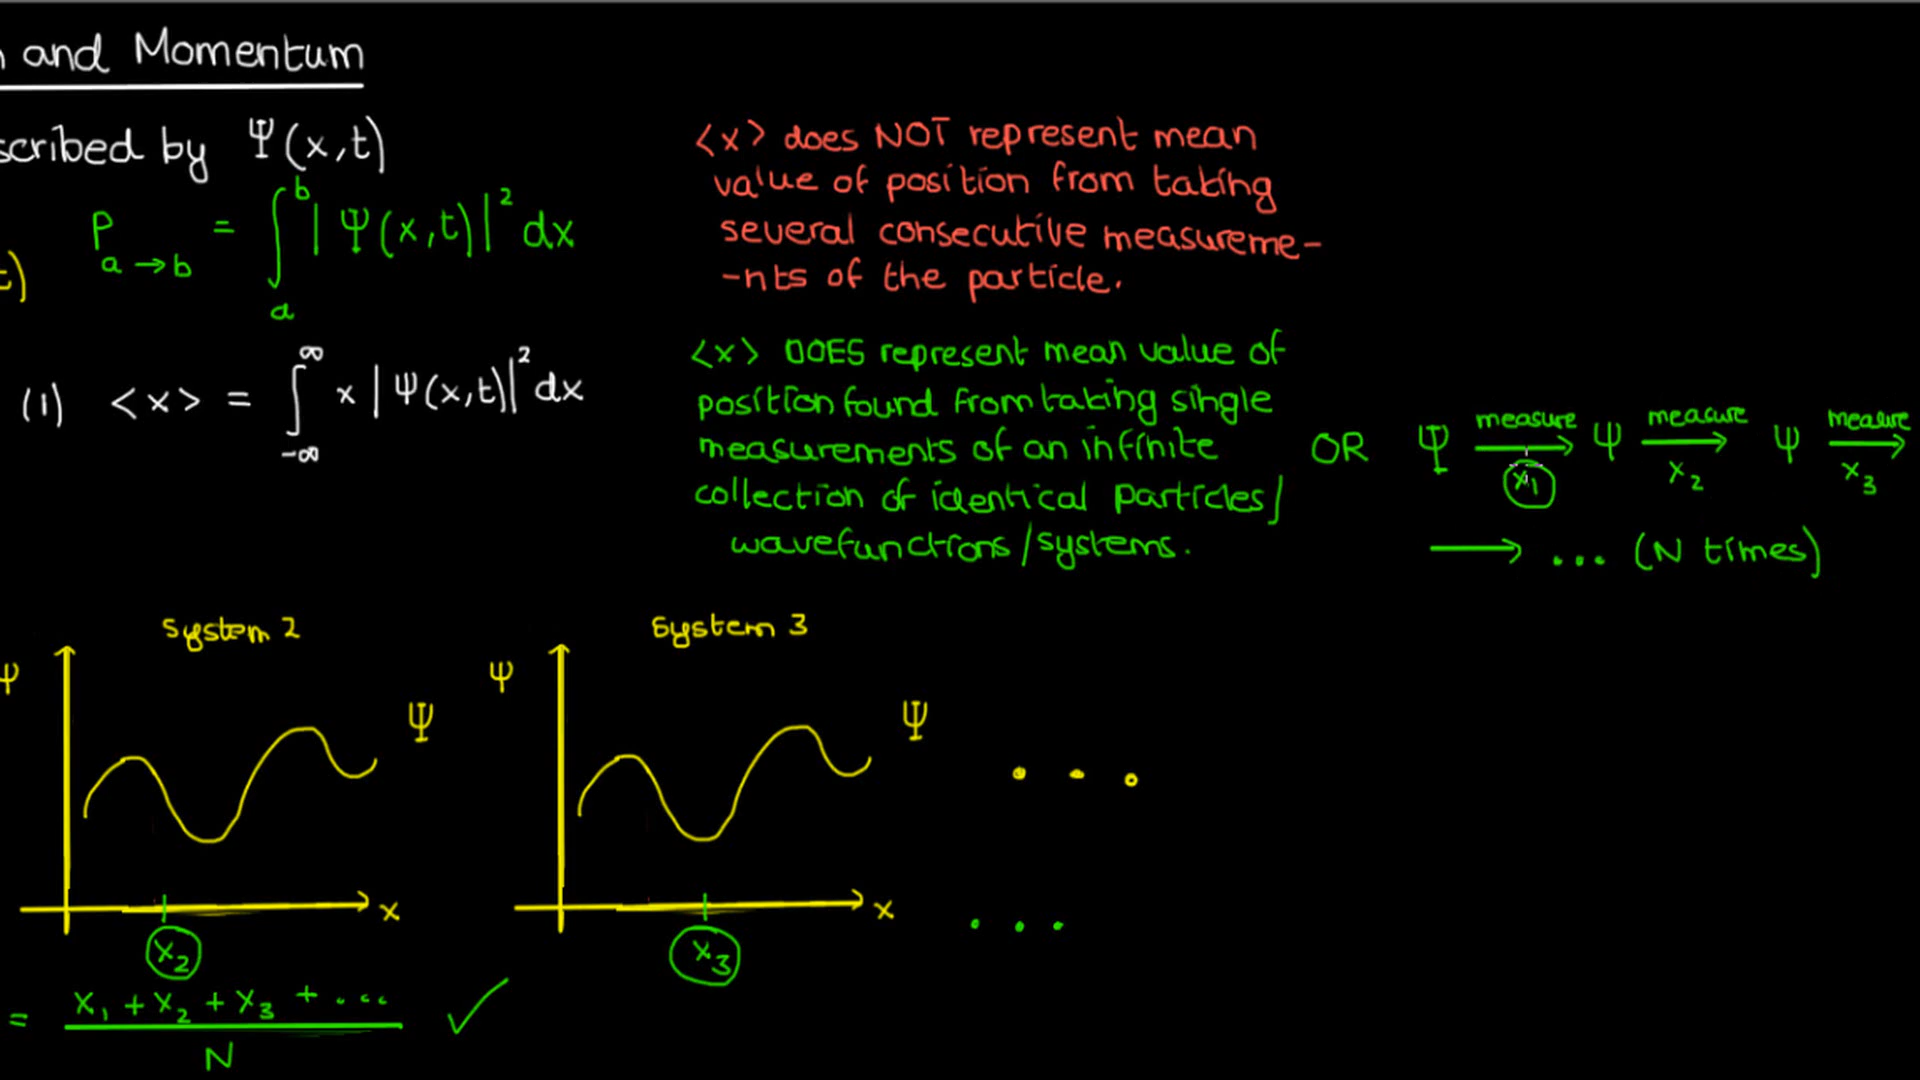 and Momentum
scribed by Ψ(x,t)
P a→b = ∫ₐᵇ |Ψ(x,t)|² dx
t)
(1) <x> = ∫₋∞^∞ x |Ψ(x,t)|² dx
<x> does NOT represent mean
value of position from taking
several consecutive measureme-
-nts of the particle.
<x> DOES represent mean value of
position found from taking single
measurements of an infinite
collection of identical particles/
wavefunctions/systems.
OR Ψ measure→ x₁ Ψ measure→ x₂ Ψ measure→ x₃
→ ... (N times)
System 2
Ψ
Ψ
x
x₂
System 3
Ψ
Ψ
x
x₃
. . .
. . .
= x₁ + x₂ + x₃ + .... ✓
N